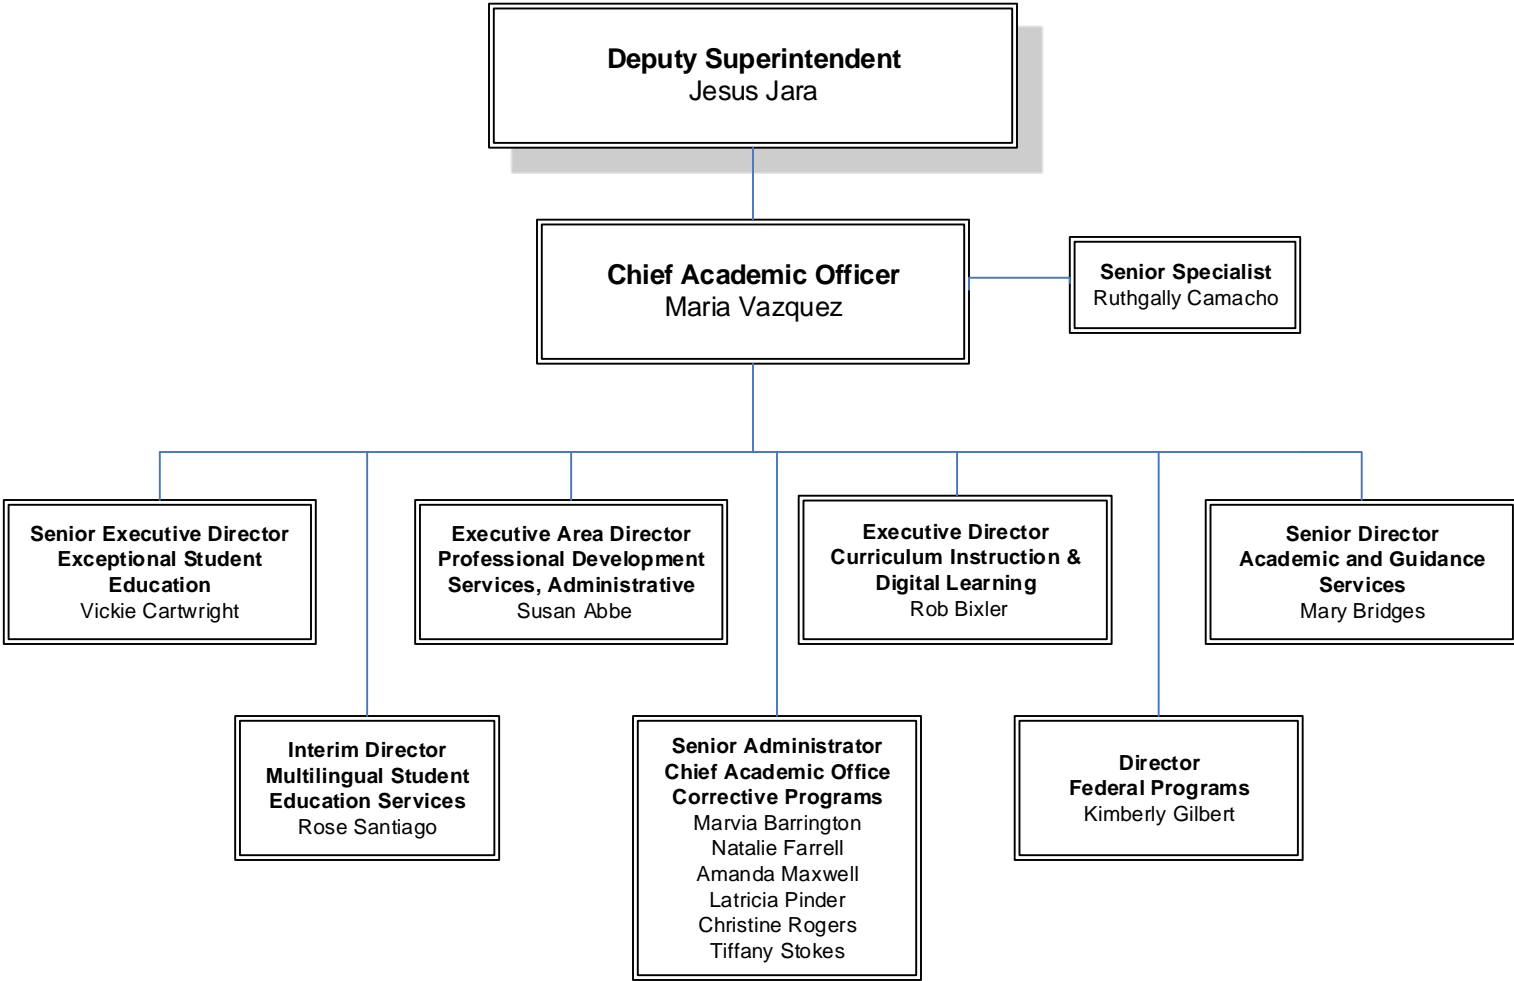 Deputy Superintendent
Jesus Jara
Chief Academic Officer
Maria Vazquez
Senior Specialist
Ruthgally Camacho
Senior Executive Director
Exceptional Student
Education
Vickie Cartwright
Executive Area Director
Professional Development
Services, Administrative
Susan Abbe
Executive Director
Curriculum Instruction &
Digital Learning
Rob Bixler
Senior Director
Academic and Guidance
Services
Mary Bridges
Interim Director
Multilingual Student
Education Services
Rose Santiago
Senior Administrator
Chief Academic Office
Corrective Programs
Marvia Barrington
Natalie Farrell
Amanda Maxwell
Latricia Pinder
Christine Rogers
Tiffany Stokes
Director
Federal Programs
Kimberly Gilbert